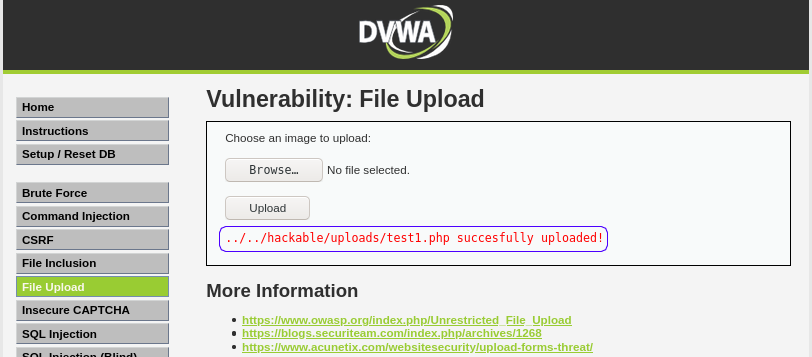 DVWA
Home
Instructions
Setup / Reset DB
Brute Force
Command Injection
CSRF
File Inclusion
File Upload
Insecure CAPTCHA
SQL Injection
SQL Injection (Blind)
Vulnerability: File Upload
Choose an image to upload:
Browse… No file selected.
Upload
../../hackable/uploads/test1.php succesfully uploaded!
More Information
https://www.owasp.org/index.php/Unrestricted_File_Upload
https://blogs.securiteam.com/index.php/archives/1268
https://www.acunetix.com/websitesecurity/upload-forms-threat/